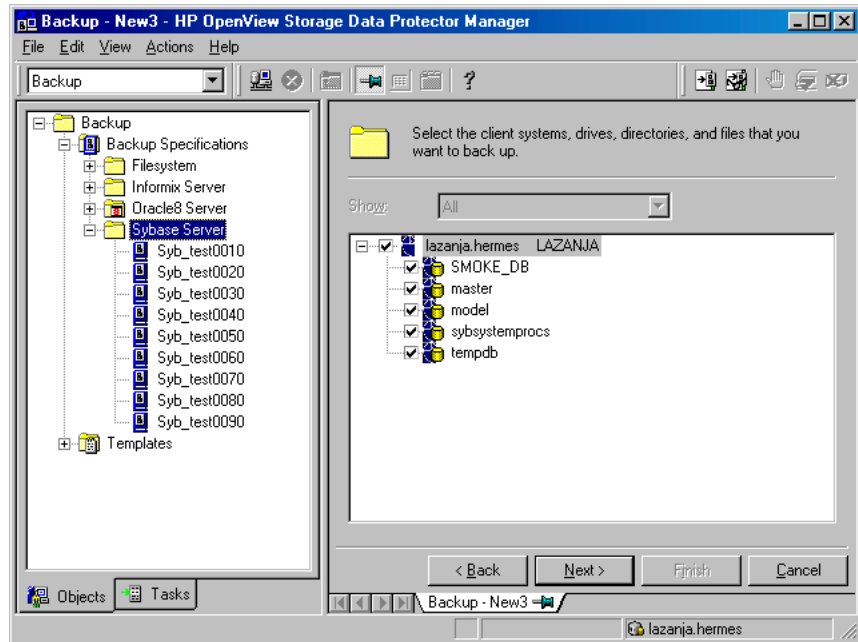 Backup - New3 - HP OpenView Storage Data Protector Manager
File Edit View Actions Help
Backup
Backup
Backup Specifications
Filesystem
Informix Server
Oracle8 Server
Sybase Server
Syb_test0010
Syb_test0020
Syb_test0030
Syb_test0040
Syb_test0050
Syb_test0060
Syb_test0070
Syb_test0080
Syb_test0090
Templates
Objects
Tasks
Select the client systems, drives, directories, and files that you
want to back up.
Show: All
lazanja.hermes LAZANJA
SMOKE_DB
master
model
sybsystemprocs
tempdb
< Back Next > Finish Cancel
Backup - New3
lazanja.hermes